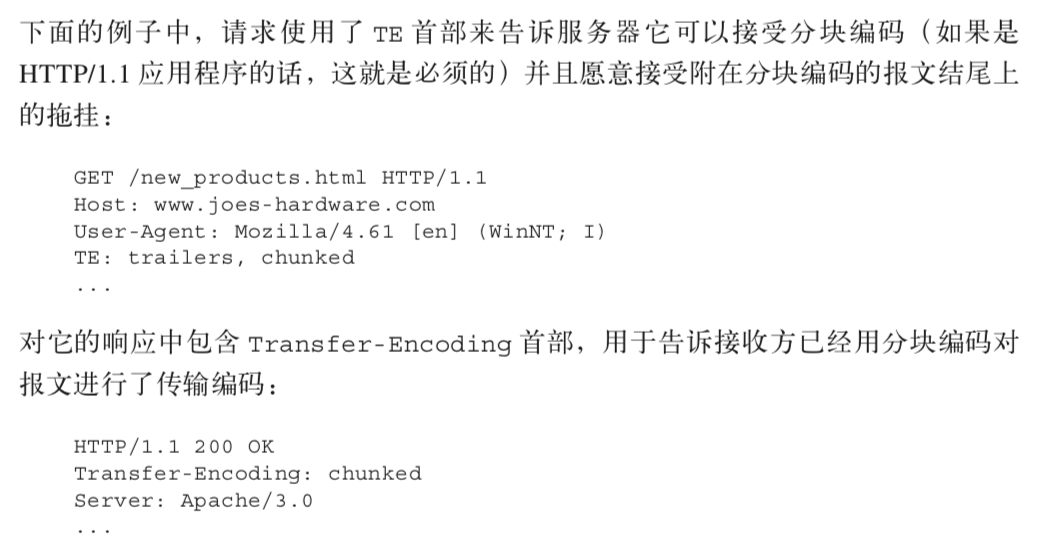 下面的例子中，请求使用了 TE 首部来告诉服务器它可以接受分块编码（如果是
HTTP/1.1 应用程序的话，这就是必须的）并且愿意接受附在分块编码的报文结尾上
的拖挂：
GET /new_products.html HTTP/1.1
Host: www.joes-hardware.com
User-Agent: Mozilla/4.61 [en] (WinNT; I)
TE: trailers, chunked
...
对它的响应中包含 Transfer-Encoding 首部，用于告诉接收方已经用分块编码对
报文进行了传输编码：
HTTP/1.1 200 OK
Transfer-Encoding: chunked
Server: Apache/3.0
...